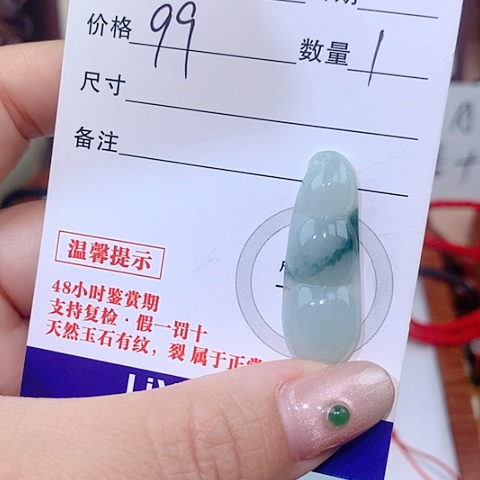 价格 99 数量 1
尺寸
备注
温馨提示
48小时鉴赏期
支持复检·假一罚十
天然玉石有纹，裂 属于正常